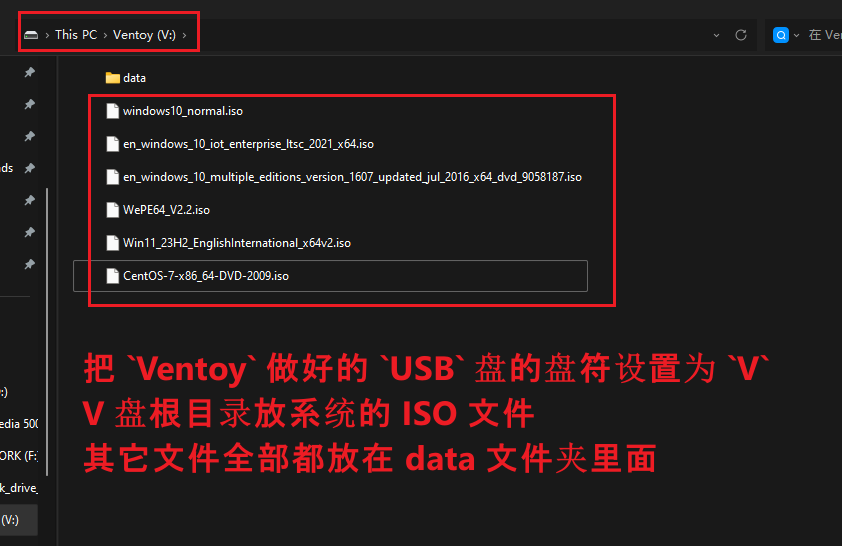 This PC > Ventoy (V:) >
在 Ver
data
windows10_normal.iso
en_windows_10_iot_enterprise_ltsc_2021_x64.iso
ds
en_windows_10_multiple_editions_version_1607_updated_jul_2016_x64_dvd_9058187.iso
WePE64_V2.2.iso
Win11_23H2_EnglishInternational_x64v2.iso
CentOS-7-x86_64-DVD-2009.iso
把 `Ventoy` 做好的 `USB` 盘的盘符设置为 `V`
V 盘根目录放系统的 ISO 文件
其它文件全部都放在 data 文件夹里面
:)
edia 500
ORK (F:
k_drive_
(V:)